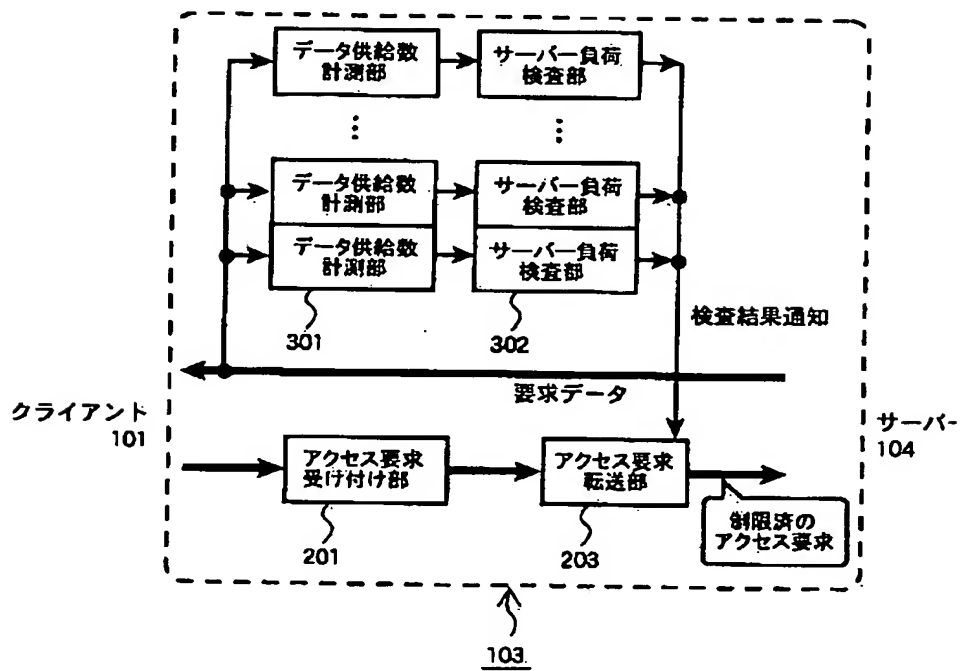 データ供給数
計測部
サーバー負荷
検査部
データ供給数
計測部
サーバー負荷
検査部
データ供給数
計測部
サーバー負荷
検査部
301
302
検査結果通知
要求データ
クライアント
101
サーバー
104
アクセス要求
受け付け部
アクセス要求
転送部
制限済の
アクセス要求
201
203
103